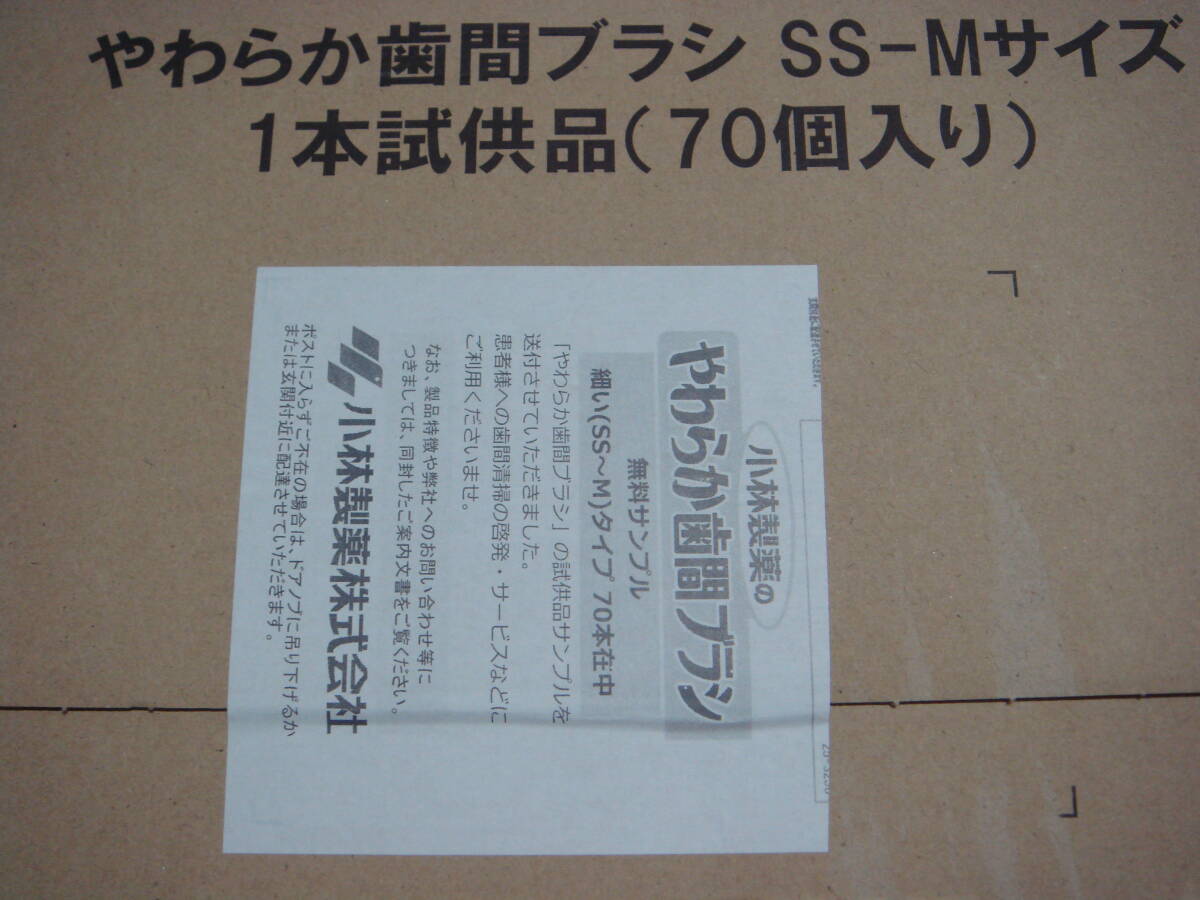 やわらか歯間ブラシ SS-Mサイズ
1本試供品(70個入り)
小林製薬の
やわらか歯間ブラシ
無料サンプル
細い(SS～M)タイプ 70本在中
「やわらか歯間ブラシ」の試供品サンプルを
送付させていただきました。
患者様への歯間清掃の啓発・サービスなどに
ご利用くださいませ。
なお、製品特徴や弊社へのお問い合わせ等に
つきましては、同封したご案内文書をご覧ください。
小林製薬株式会社
ポストに入らずご不在の場合は、ドアノブに吊り下げるか
または玄関付近に配達させていただきます。